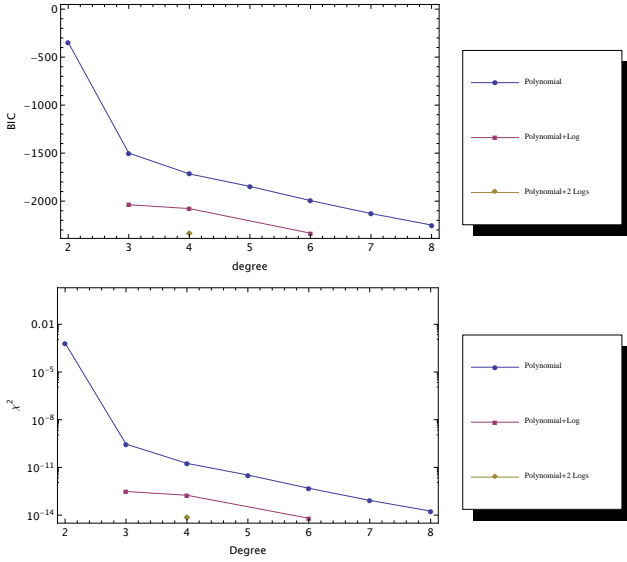 0
−500
−1000
−1500
−2000
BIC
2 3 4 5 6 7 8
degree
Polynomial
Polynomial+Log
Polynomial+2 Logs
0.01
10−5
10−8
10−11
10−14
χ2
2 3 4 5 6 7 8
Degree
Polynomial
Polynomial+Log
Polynomial+2 Logs